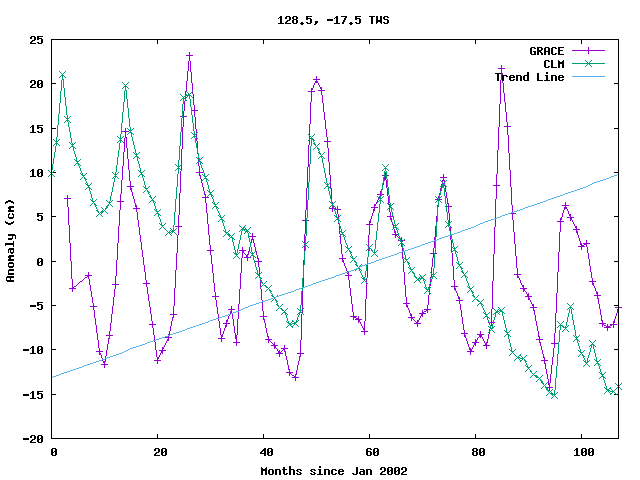 128.5, -17.5 TWS
GRACE
CLM
Trend Line
25
20
15
10
5
0
-5
-10
-15
-20
Anomaly (cm)
0 20 40 60 80 100
Months since Jan 2002